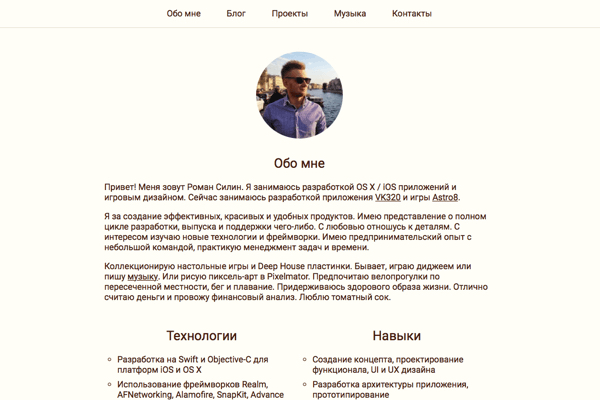 Обо мне Блог Проекты Музыка Контакты
Обо мне
Привет! Меня зовут Роман Силин. Я занимаюсь разработкой OS X / iOS приложений и
игровым дизайном. Сейчас занимаюсь разработкой приложения VK320 и игры Astro8.
Я за создание эффективных, красивых и удобных продуктов. Имею представление о полном
цикле разработки, выпуска и поддержки чего-либо. С любовью отношусь к деталям. С
интересом изучаю новые технологии и фреймворки. Имею предпринимательский опыт с
небольшой командой, практикую менеджмент задач и времени.
Коллекционирую настольные игры и Deep House пластинки. Бывает, играю диджеем или
пишу музыку. Или рисую пиксель-арт в Pixelmator. Предпочитаю велопрогулки по
пересеченной местности, бег и плавание. Придерживаюсь здорового образа жизни. Отлично
считаю деньги и провожу финансовый анализ. Люблю томатный сок.
Технологии
Разработка на Swift и Objective-C для
платформ iOS и OS X
Использование фреймворков Realm,
AFNetworking, Alamofire, SnapKit, Advance
Навыки
Создание концепта, проектирование
функционала, UI и UX дизайна
Разработка архитектуры приложения,
прототипирование